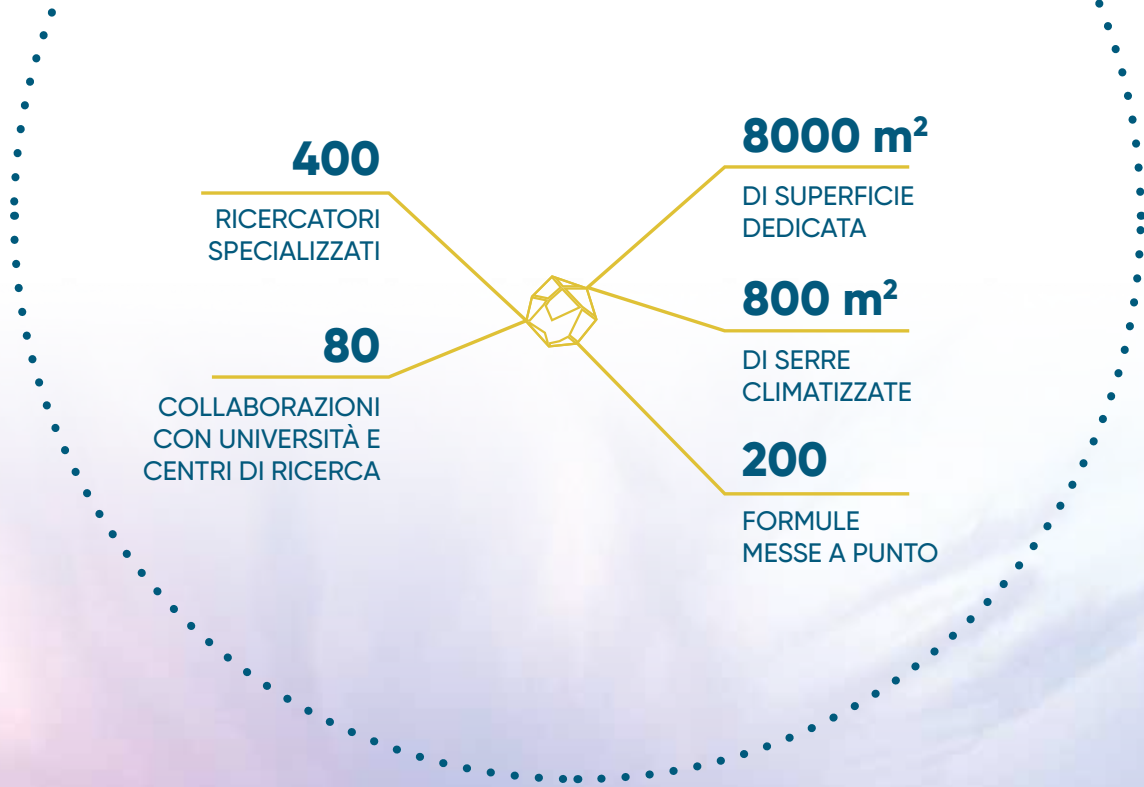 400
RICERCATORI
SPECIALIZZATI
80
COLLABORAZIONI
CON UNIVERSITÀ E
CENTRI DI RICERCA
8000 m²
DI SUPERFICIE
DEDICATA
800 m²
DI SERRE
CLIMATIZZATE
200
FORMULE
MESSE A PUNTO